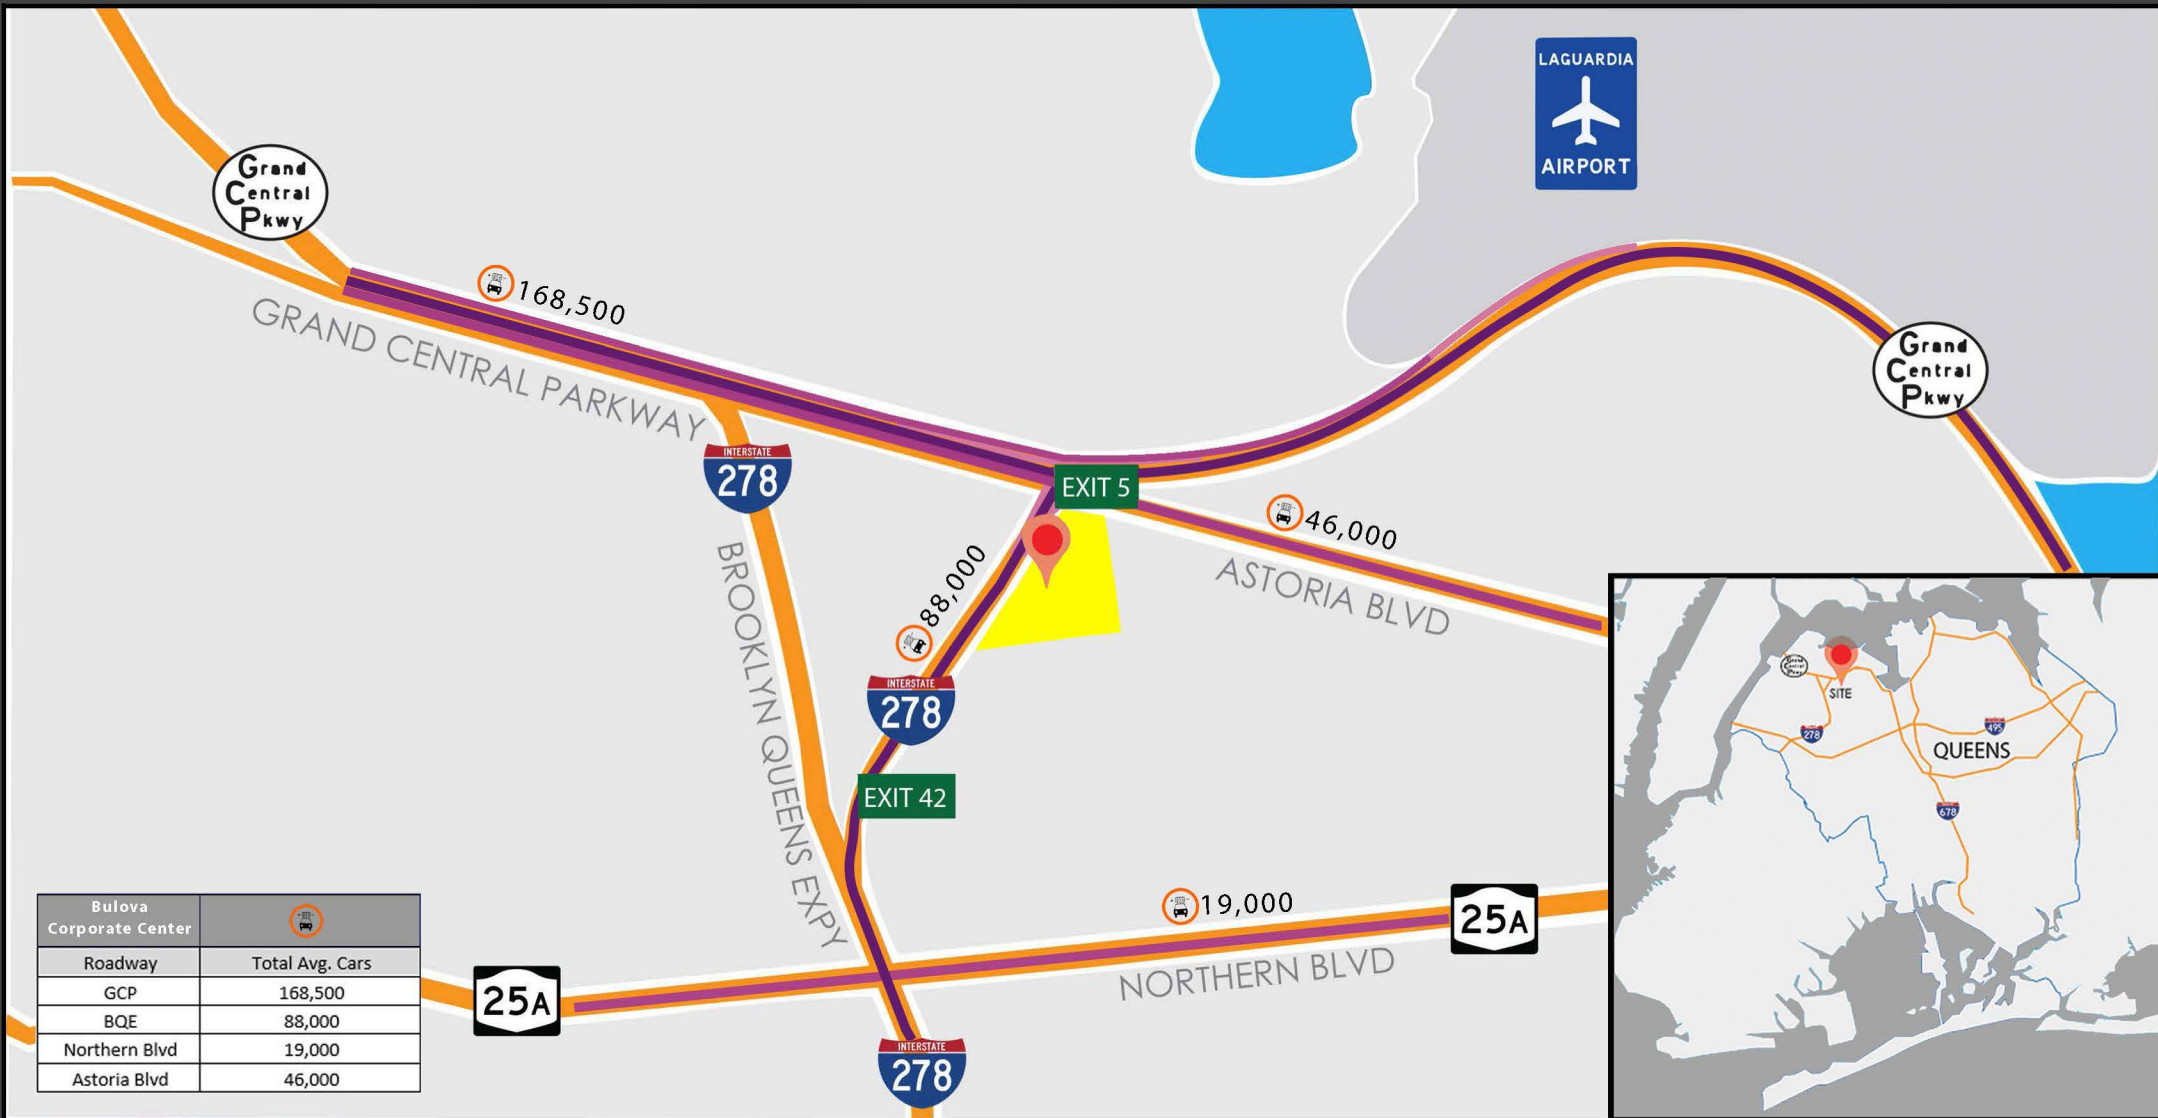 LAGUARDIA
AIRPORT
Grand
Central
Pkwy
168,500
GRAND CENTRAL PARKWAY
Grand
Central
Pkwy
INTERSTATE
278
EXIT 5
46,000
ASTORIA BLVD
88,000
BROOKLYN QUEENS EXPY
INTERSTATE
278
EXIT 42
19,000
25A
NORTHERN BLVD
25A
INTERSTATE
278
Bulova
Corporate Center
Roadway Total Avg. Cars
GCP 168,500
BQE 88,000
Northern Blvd 19,000
Astoria Blvd 46,000
Grand
Central
Pkwy
SITE
278
495
QUEENS
678